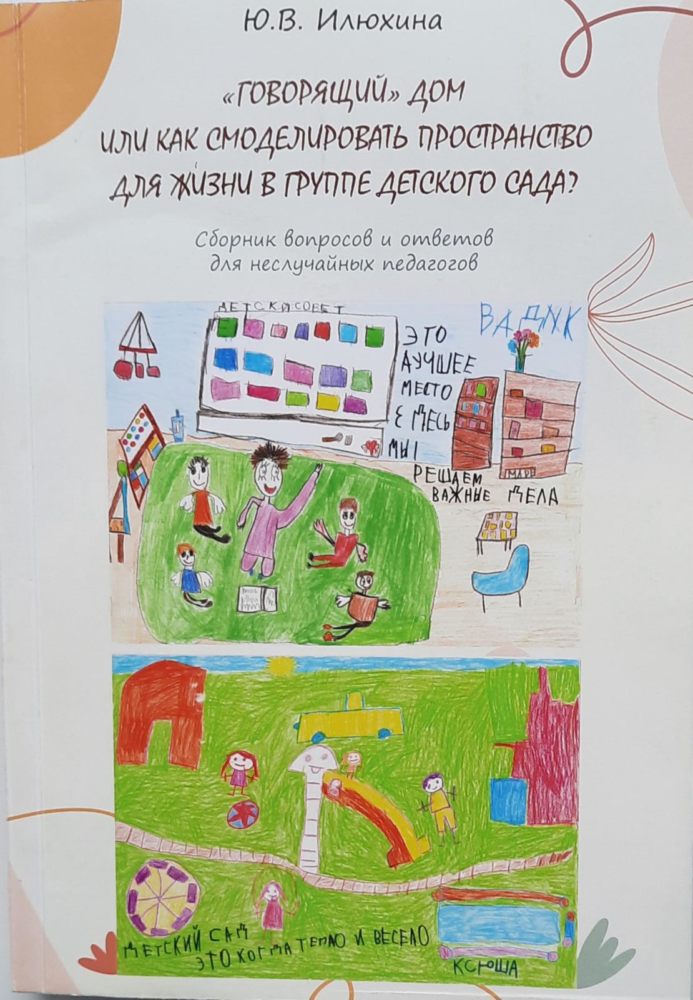 Ю.В. Илюхина
«ГОВОРЯЩИЙ» ДОМ
ИЛИ КАК СМОДЕЛИРОВАТЬ ПРОСТРАНСТВО
ДЛЯ ЖИЗНИ В ГРУППЕ ДЕТСКОГО САДА?
Сборник вопросов и ответов
для неслучайных педагогов
ДЕТСКИ СОВЕТ
ВАДИК
ЭТО
ЛУЧШЕЕ
МЕСТО
ЗДЕСЬ
МЫ
РЕШАЕМ
ВАЖНЫЕ ДЕЛА
ДЕТСКИЙ САД
ЭТО КОГДА ТЕПЛО И ВЕСЕЛО
КСЮША